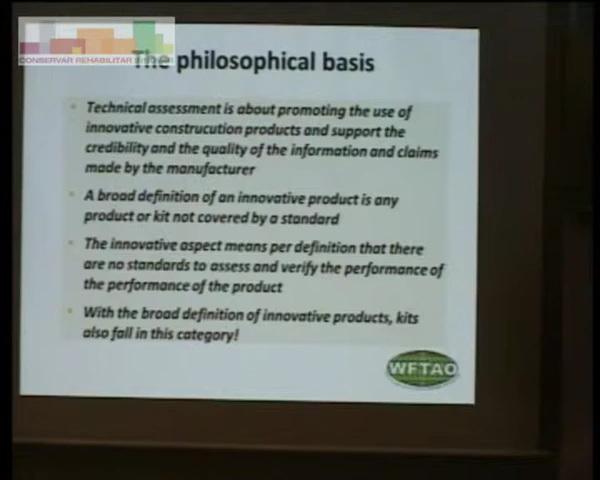 The philosophical basis
CONSERVAR REHABILITAR INNOVAR
Technical assessment is about promoting the use of
innovative construcution products and support the
credibility and the quality of the information and claims
made by the manufacturer
A broad definition of an innovative product is any
product or kit not covered by a standard
The innovative aspect means per definition that there
are no standards to assess and verify the performance of
the performance of the product
With the broad definition of innovative products, kits
also fall in this category!
WFTAO